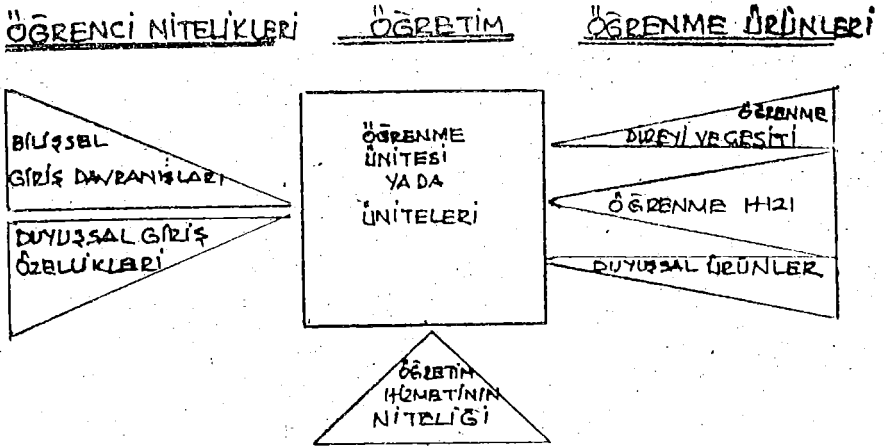 ÖĞRENCİ NİTELİKLERİ ÖĞRETİM ÖĞRENME ÜRÜNLERİ
BİLİŞSEL
GİRİŞ DAVRANIŞLARI
DUYUŞSAL GİRİŞ
ÖZELLİKLERİ
ÖĞRENME
ÜNİTESİ
YA DA
ÜNİTELERİ
ÖĞRENME
DÜZEYİ VE ÇEŞİTİ
ÖĞRENME HIZI
DUYUŞSAL ÜRÜNLER
ÖĞRETİM
HİZMETİNİN
NİTELİĞİ